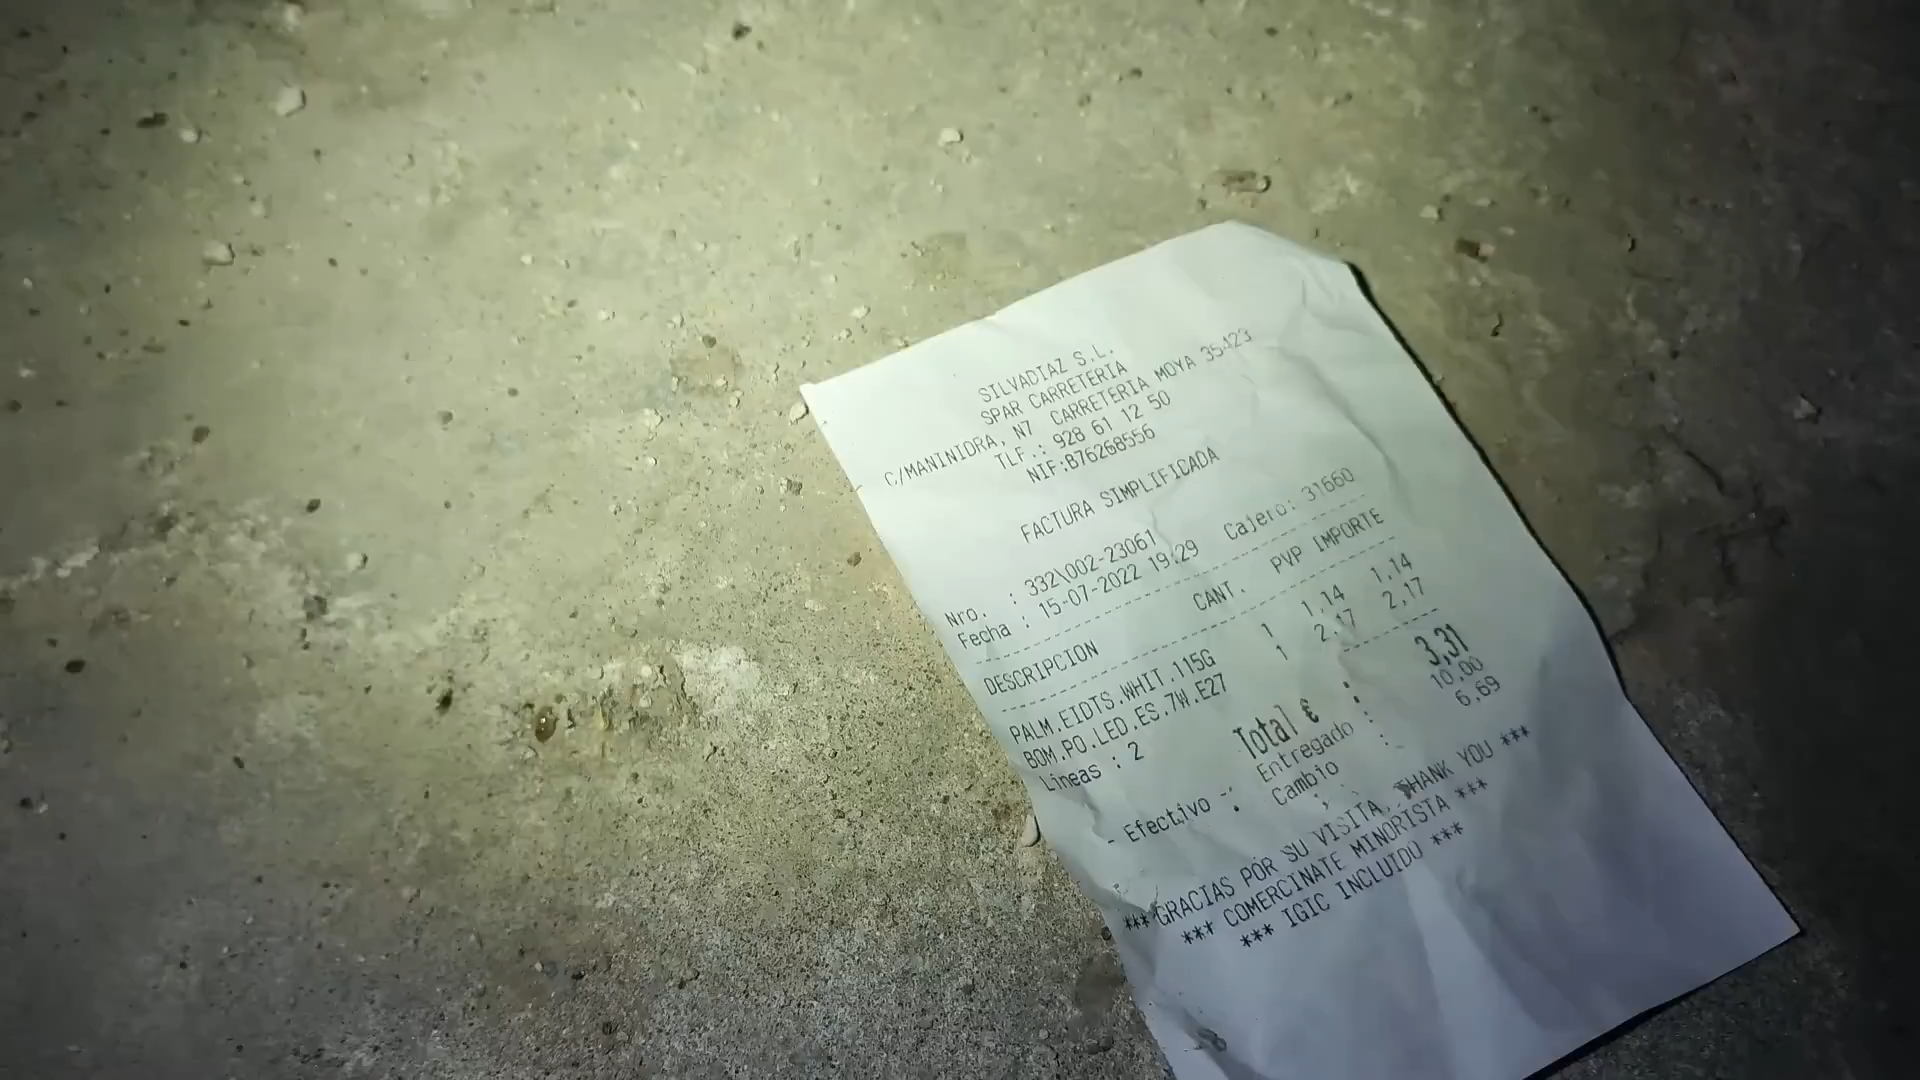 SILVADIAZ S.L.
SPAR CARRETERIA
C/MANINIDRA, N7 CARRETERIA MOYA 35423
TLF.: 928 61 12 50
NIF:B76268556
FACTURA SIMPLIFICADA
Nro. : 332\002-23061
Fecha : 15-07-2022 19:29 Cajero: 31660
DESCRIPCION CANT. PVP IMPORTE
PALM.EIDTS.WHIT.115G 1 1,14 1,14
BOM.PO.LED.ES.7W.E27 1 2,17 2,17
Lineas : 2
Total € : 3,31
Entregado : 10,00
- Efectivo -: Cambio : 6,69
*** GRACIAS POR SU VISITA, THANK YOU ***
*** COMERCINATE MINORISTA ***
*** IGIC INCLUIDO ***